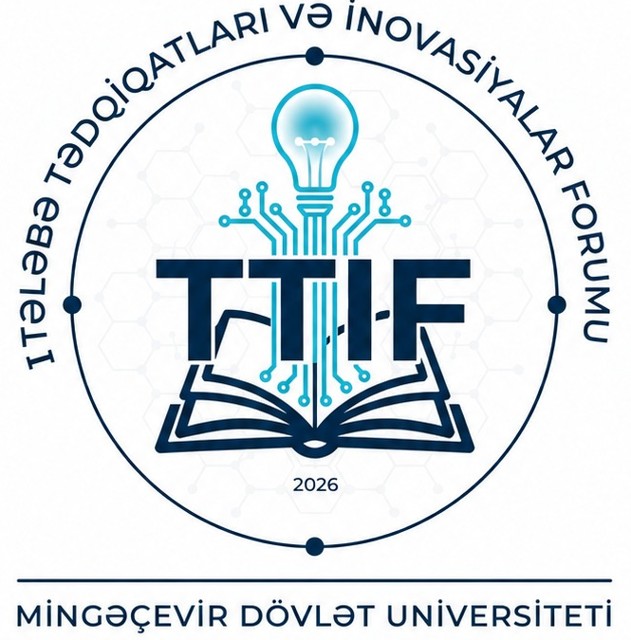 I TƏLƏBƏ TƏDQİQATLARI VƏ İNOVASİYALAR FORUMU
TTIF
2026
MİNGƏÇEVİR DÖVLƏT UNİVERSİTETİ